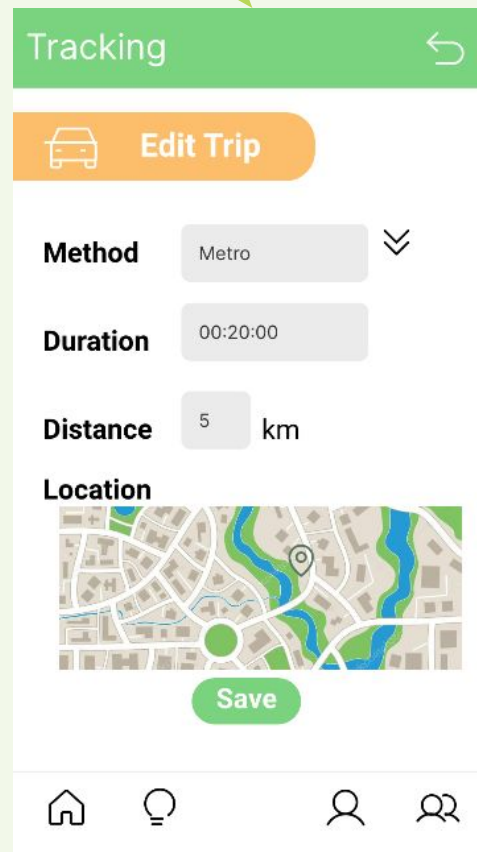 Tracking
Edit Trip
Method Metro
Duration 00:20:00
Distance 5 km
Location
Save